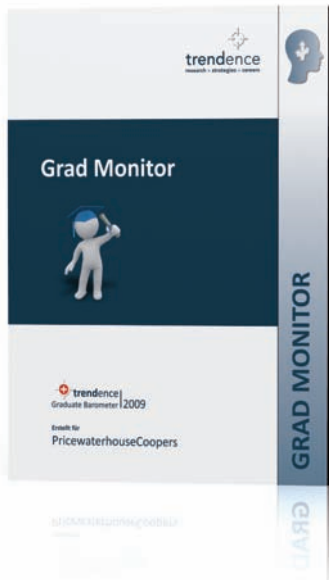 trendence
research • strategies • careers
Grad Monitor
trendence
Graduate Barometer 2009
Erstellt für
PricewaterhouseCoopers
GRAD MONITOR